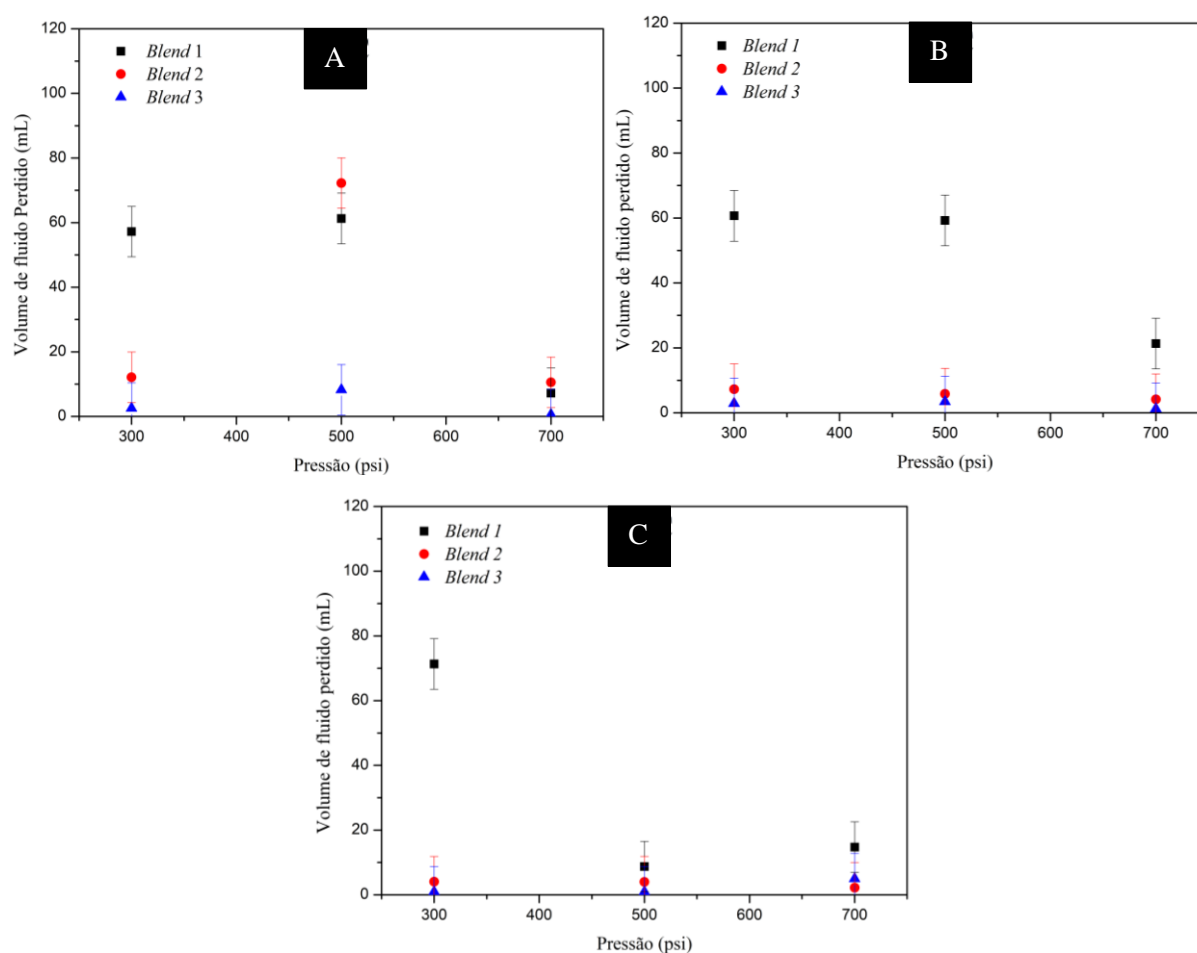 120
100
80
60
40
20
0
Volume de fluido Perdido (mL)
Blend 1
Blend 2
Blend 3
A
300
400
500
600
700
Pressão (psi)
120
100
80
60
40
20
0
Volume de fluido perdido (mL)
Blend 1
Blend 2
Blend 3
B
300
400
500
600
700
Pressão (psi)
120
100
80
60
40
20
0
Volume de fluido perdido (mL)
Blend 1
Blend 2
Blend 3
C
300
400
500
600
700
Pressão (psi)